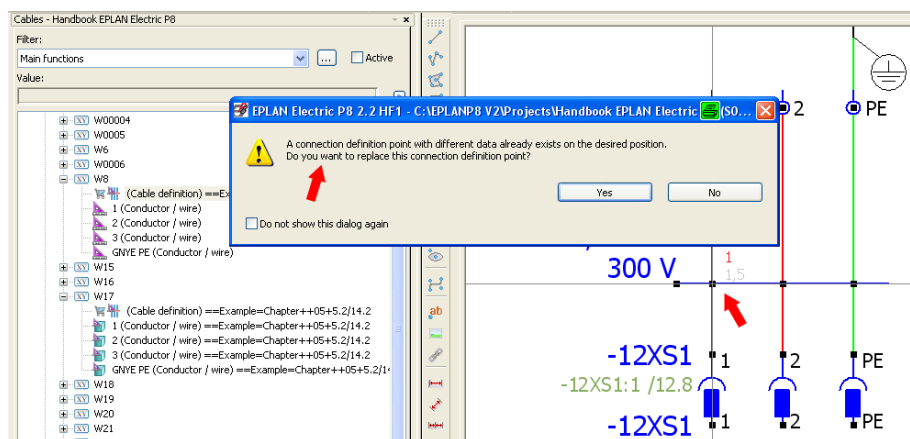 Cables - Handbook EPLAN Electric P8
Filter:
Main functions
... Active
Value:
W00004
W0005
W6
W0006
W8
(Cable definition) ==Ex
1 (Conductor / wire)
2 (Conductor / wire)
3 (Conductor / wire)
GNYE PE (Conductor / wire)
W15
W16
W17
(Cable definition) ==Example=Chapter++05+5.2/14.2
1 (Conductor / wire) ==Example=Chapter++05+5.2/14.2
2 (Conductor / wire) ==Example=Chapter++05+5.2/14.2
3 (Conductor / wire) ==Example=Chapter++05+5.2/14.2
GNYE PE (Conductor / wire) ==Example=Chapter++05+5.2/14
W18
W19
W20
W21
ab
EPLAN Electric P8 2.2 HF1 - C:\EPLANP8 V2\Projects\Handbook EPLAN Electric (SO...
A connection definition point with different data already exists on the desired position.
Do you want to replace this connection definition point?
Yes No
Do not show this dialog again
2 PE
300 V
1
1,5
-12XS1 1 2 PE
-12XS1:1 /12.8
-12XS1 1 2 PE